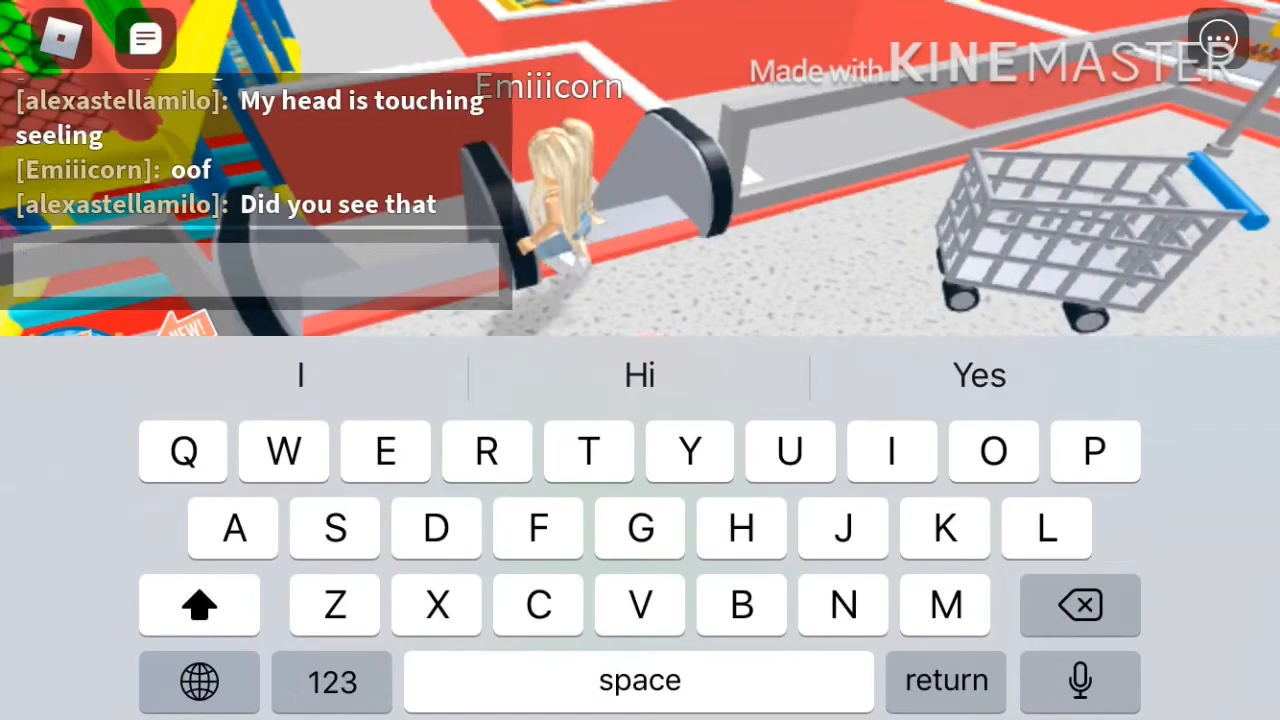 Emiiicorn
Made with KINEMASTER
[alexastellamilo]: My head is touching
seeling
[Emiiicorn]: oof
[alexastellamilo]: Did you see that
NEW!
I Hi Yes
Q W E R T Y U I O P
A S D F G H J K L
Z X C V B N M
123 space return